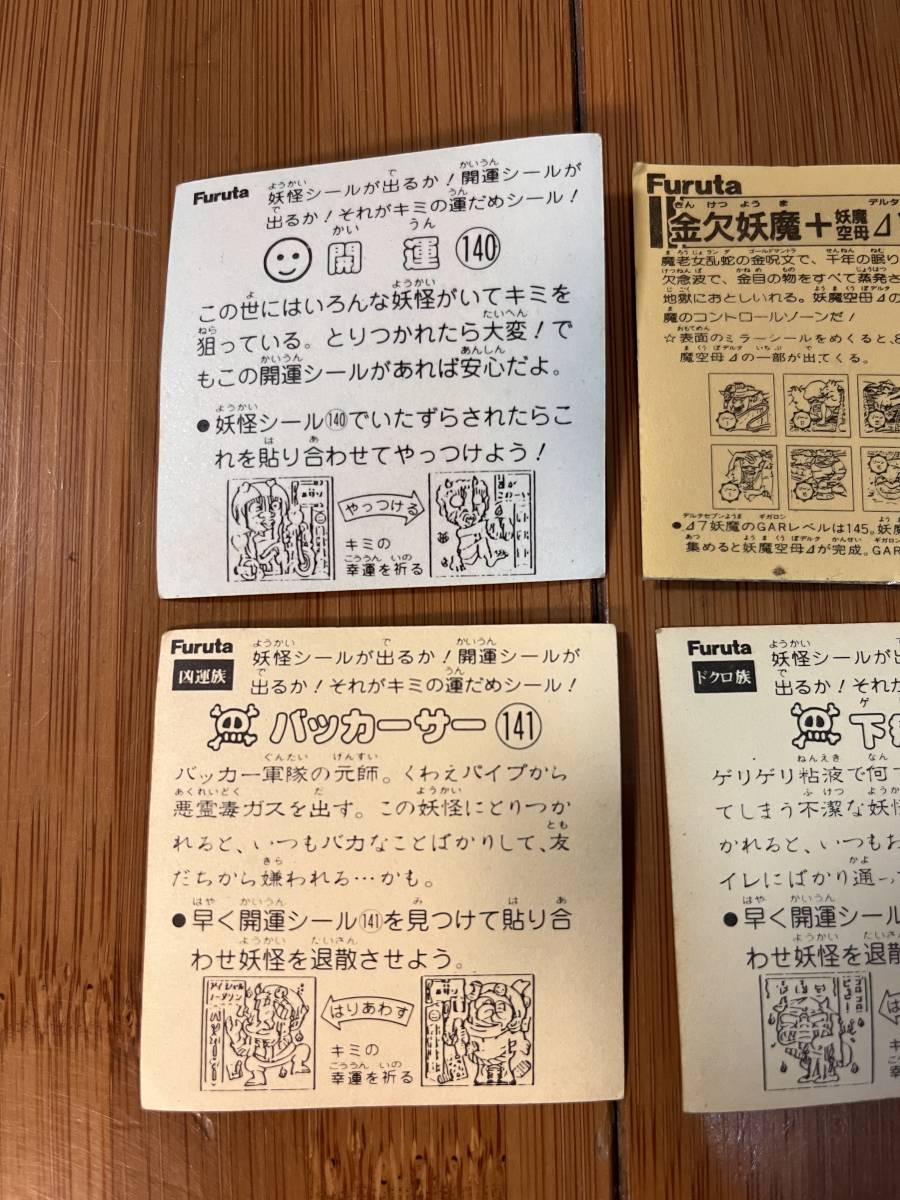 Furuta
妖怪シールが出るか！開運シールが
出るか！それがキミの運だめシール！
開運 140
この世にはいろんな妖怪がいてキミを
狙っている。とりつかれたら大変！で
もこの開運シールがあれば安心だよ。
●妖怪シール140でいたずらされたらこ
れを貼り合わせてやっつけよう！
やっつける
キミの
幸運を祈る
Furuta
金欠妖魔＋妖魔空母⊿
魔老女乱蛇の金呪文で、千年の眠り
欠念波で、金目の物をすべて蒸発さ
地獄におとしいれる。妖魔空母⊿の
魔のコントロールゾーンだ！
☆表面のミラーシールをめくると、
魔空母⊿の一部が出てくる。
●⊿7妖魔のGARレベルは145。妖
集めると妖魔空母⊿が完成。GAR
Furuta
凶運族
妖怪シールが出るか！開運シールが
出るか！それがキミの運だめシール！
バッカーサー 141
バッカー軍隊の元師。くわえパイプから
悪霊毒ガスを出す。この妖怪にとりつか
れると、いつもバカなことばかりして、友
だちから嫌われる…かも。
●早く開運シール141を見つけて貼り合
わせ妖怪を退散させよう。
はりあわす
キミの
幸運を祈る
Furuta
ドクロ族
妖怪シールが
出るか！それが
下
ゲリゲリ粘液で何
てしまう不潔な妖怪
かれると、いつもお
イレにばかり通っ
●早く開運シール
わせ妖怪を退散